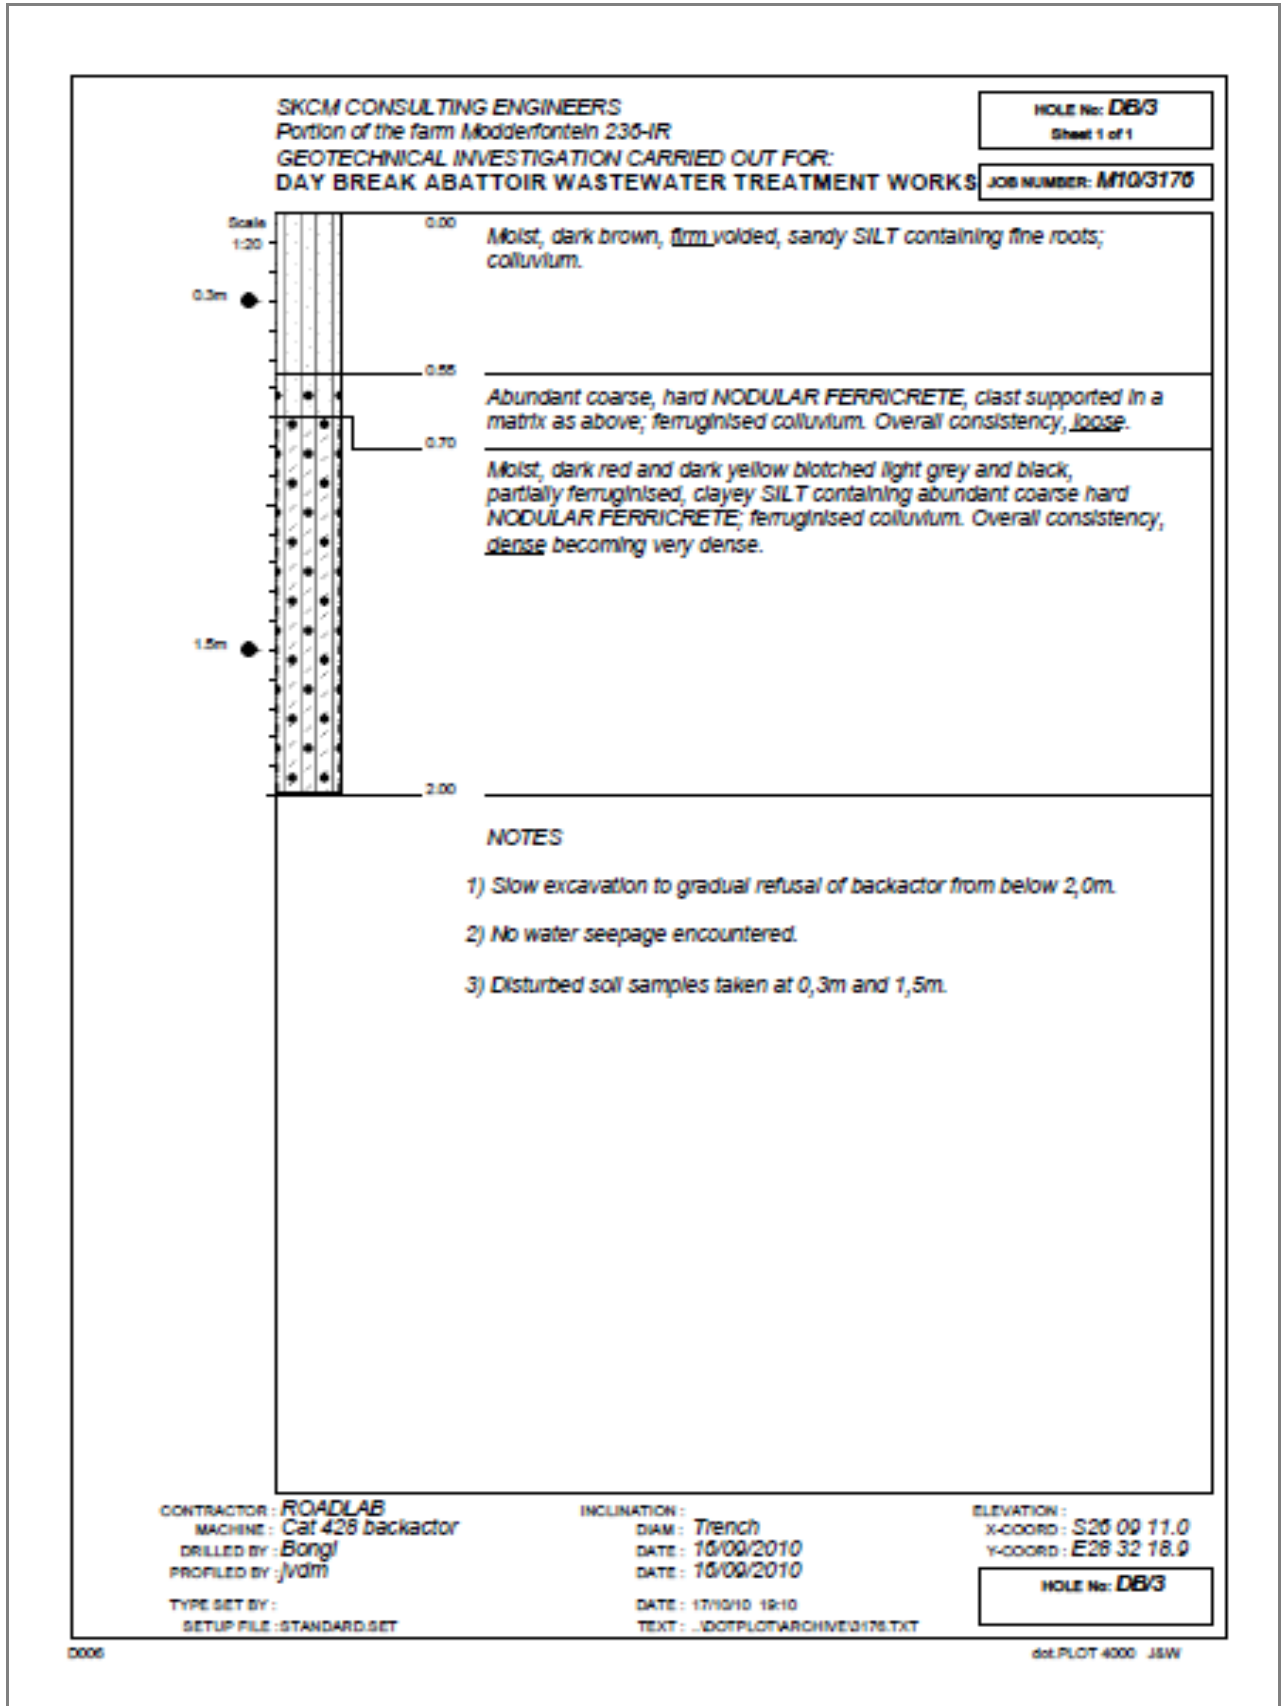 SKCM CONSULTING ENGINEERS
Portion of the farm Modderfontein 236-IR
GEOTECHNICAL INVESTIGATION CARRIED OUT FOR:
DAY BREAK ABATTOIR WASTEWATER TREATMENT WORKS
HOLE No: DB/3
Sheet 1 of 1
JOB NUMBER: M10/3176
Scale
1:20
0.00
Moist, dark brown, firm voided, sandy SILT containing fine roots;
colluvium.
0.3m
0.55
Abundant coarse, hard NODULAR FERRICRETE, clast supported in a
matrix as above; ferruginised colluvium. Overall consistency, loose.
0.70
Moist, dark red and dark yellow blotched light grey and black,
partially ferruginised, clayey SILT containing abundant coarse hard
NODULAR FERRICRETE; ferruginised colluvium. Overall consistency,
dense becoming very dense.
1.5m
2.00
NOTES
1) Slow excavation to gradual refusal of backactor from below 2,0m.
2) No water seepage encountered.
3) Disturbed soil samples taken at 0,3m and 1,5m.
CONTRACTOR : ROADLAB
MACHINE : Cat 428 backactor
DRILLED BY : Bongi
PROFILED BY : jvdm
TYPE SET BY :
SETUP FILE : STANDARD.SET
INCLINATION :
DIAM : Trench
DATE : 16/09/2010
DATE : 16/09/2010
DATE : 17/10/10 19:10
TEXT : ..\DOTPLOT\ARCHIVE\3176.TXT
ELEVATION :
X-COORD : S26 09 11.0
Y-COORD : E28 32 18.9
HOLE No: DB/3
dot.PLOT 4000 J&W